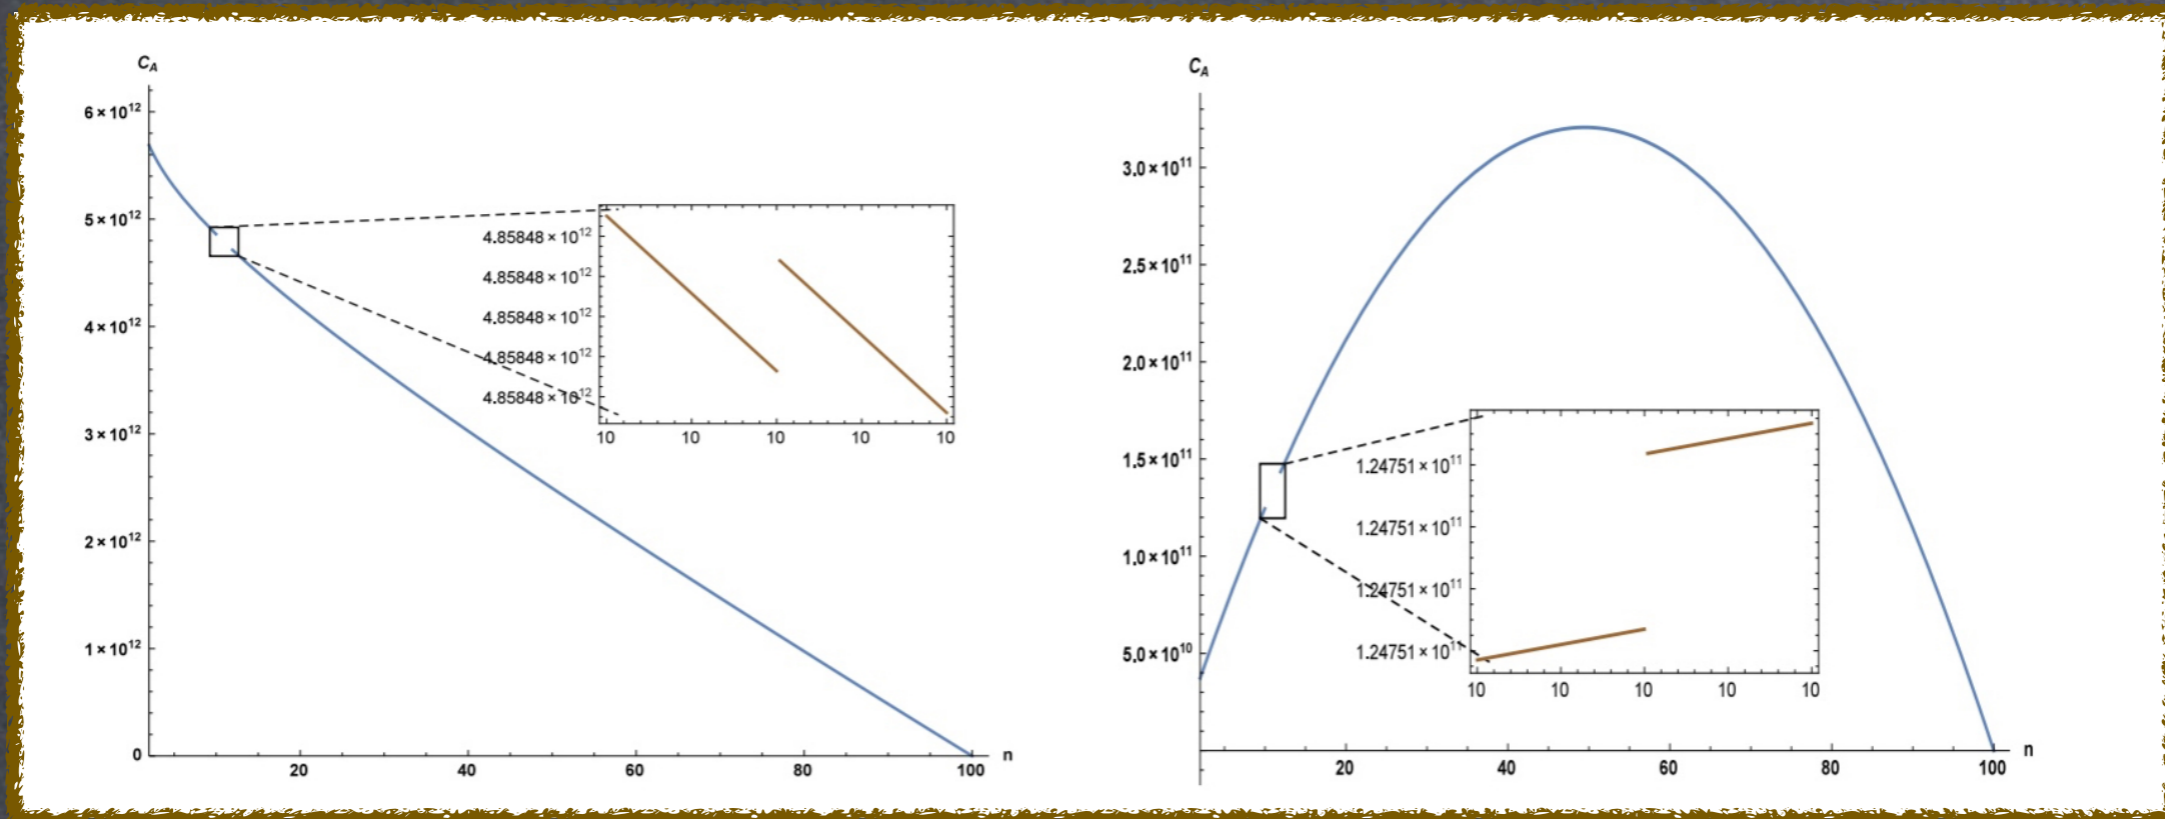 C_A
6 × 10^12
5 × 10^12
4 × 10^12
3 × 10^12
2 × 10^12
1 × 10^12
0
20 40 60 80 100 n
4.85848 × 10^12
4.85848 × 10^12
4.85848 × 10^12
4.85848 × 10^12
4.85848 × 10^12
10 10 10 10 10
C_A
3.0 × 10^11
2.5 × 10^11
2.0 × 10^11
1.5 × 10^11
1.0 × 10^11
5.0 × 10^10
20 40 60 80 100 n
1.24751 × 10^11
1.24751 × 10^11
1.24751 × 10^11
1.24751 × 10^11
10 10 10 10 10